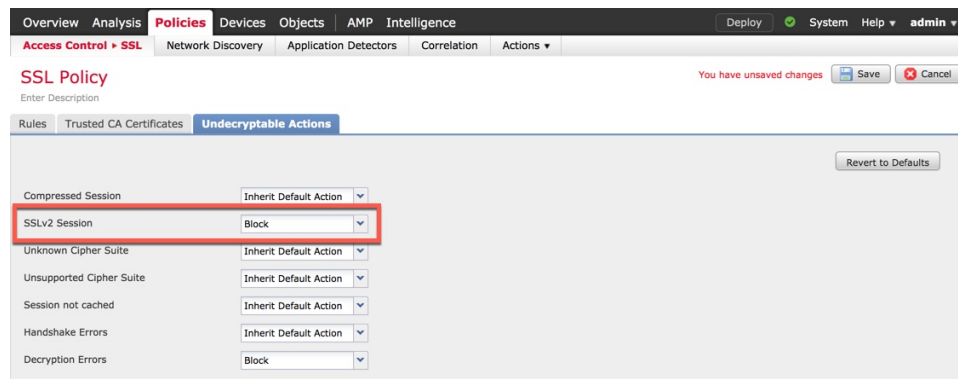 Overview Analysis Policies Devices Objects AMP Intelligence Deploy System Help admin
Access Control ▸ SSL Network Discovery Application Detectors Correlation Actions
SSL Policy
You have unsaved changes Save Cancel
Enter Description
Rules Trusted CA Certificates Undecryptable Actions
Revert to Defaults
Compressed Session Inherit Default Action
SSLv2 Session Block
Unknown Cipher Suite Inherit Default Action
Unsupported Cipher Suite Inherit Default Action
Session not cached Inherit Default Action
Handshake Errors Inherit Default Action
Decryption Errors Block